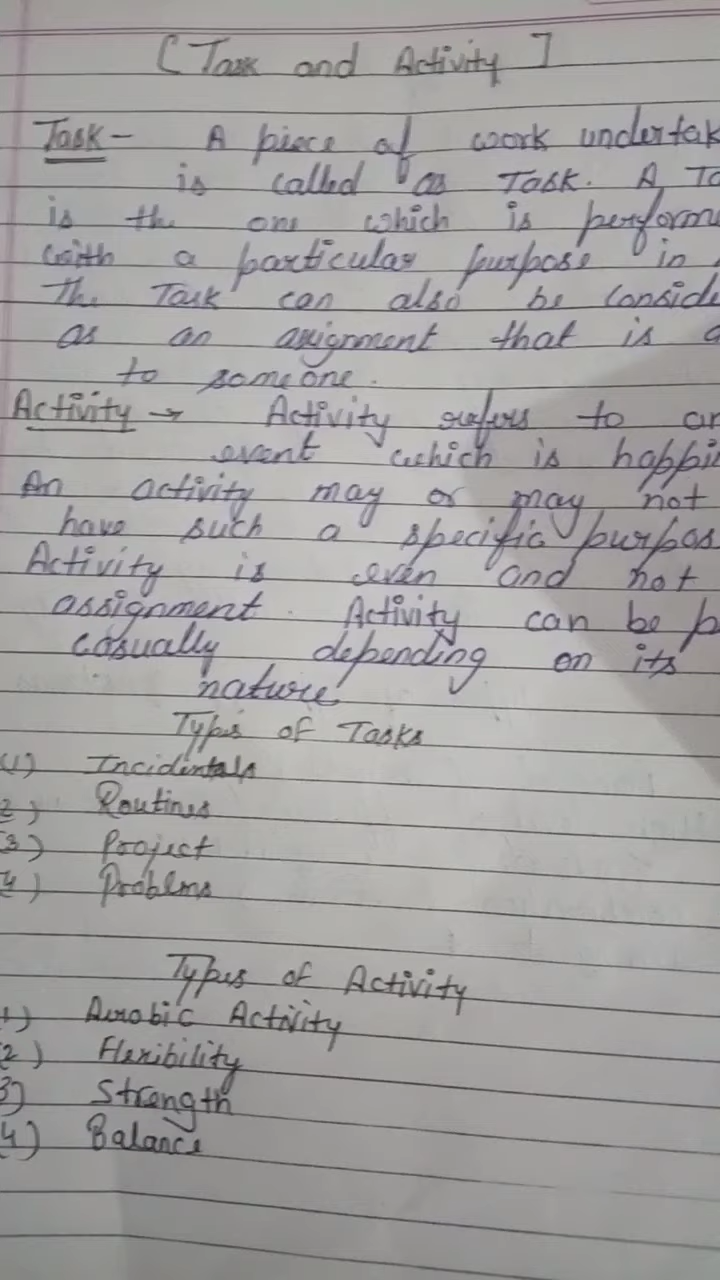 [Task and Activity]
Task - A piece of work undertak
is called as Task. A Ta
is the one which is perform
with a particular purpose in
The Task can also be Conside
as an assignment that is a
to someone.
Activity → Activity refers to an
event which is happi
An activity may or may not
have such a specific purpos
Activity is even and not
assignment. Activity can be p
casually depending on its
nature
Types of Tasks
(1) Incidentals
2) Routines
3) Project
4) Problems
Types of Activity
1) Aerobic Activity
2) Flexibility
3) Strength
4) Balance